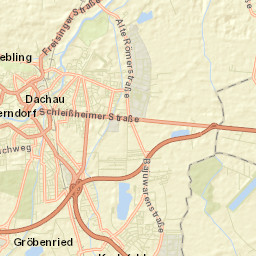 Freisinger Straße
Alte Römerstraße
ebling
Dachau
erndorf
Schleißheimer Straße
chweg
Bajuwarenstraße
Gröbenried